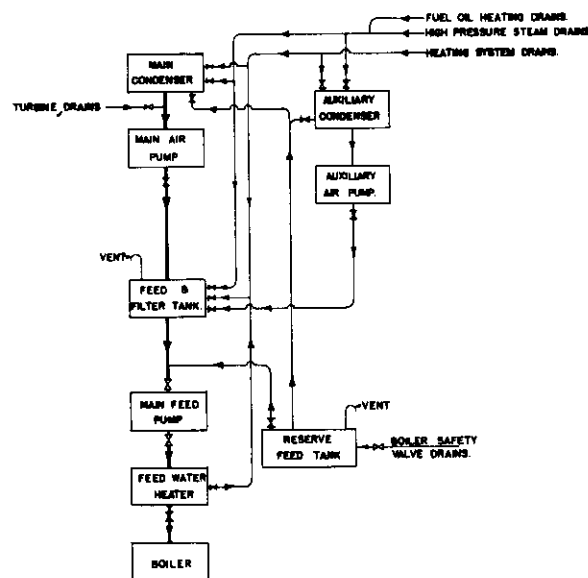 FUEL OIL HEATING DRAINS.
HIGH PRESSURE STEAM DRAINS
HEATING SYSTEM DRAINS.
MAIN
CONDENSER
TURBINE DRAINS
AUXILIARY
CONDENSER
MAIN AIR
PUMP
AUXILIARY
AIR PUMP.
VENT
FEED &
FILTER TANK.
MAIN FEED
PUMP
VENT
RESERVE
FEED TANK
BOILER SAFETY
VALVE DRAINS.
FEED WATER
HEATER
BOILER